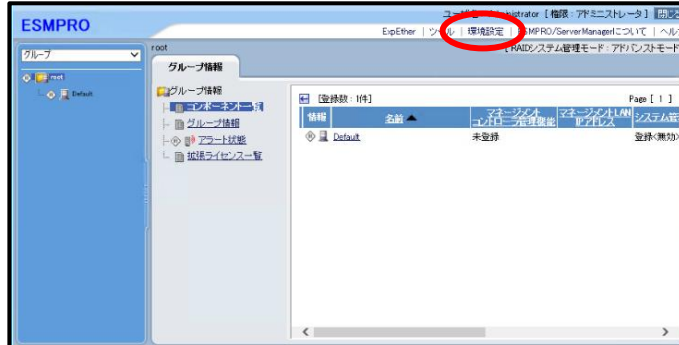 ESMPRO
ユーザ名：Administrator [ 権限：アドミニストレータ ]
ExpEther | ツール | 環境設定 | ESMPRO/ServerManagerについて | ヘル
グループ
root
[ RAIDシステム管理モード：アドバンストモード
グループ情報
root
Default
グループ情報
コンポーネント一覧
グループ情報
アラート状態
拡張ライセンス一覧
[登録数：1件]
Page [ 1 ]
情報
名前▲
マネージメントコントローラ管理機能
マネージメントLAN IPアドレス
システム管
Default
未登録
登録<無効>